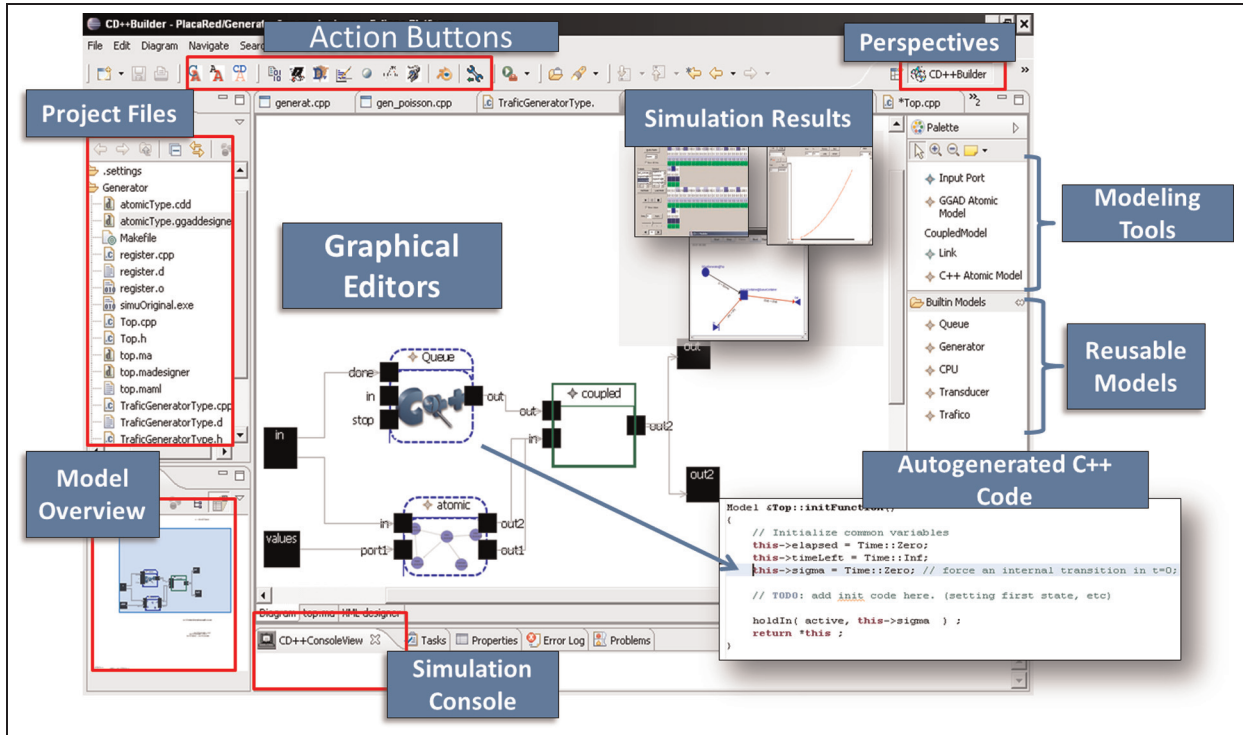 CD++Builder - PlacaRed/Genera
Action Buttons
Perspectives
File Edit Diagram Navigate Sear
CD++Builder
Project Files
generat.cpp
gen_poisson.cpp
TraficGeneratorType.
*Top.cpp
Simulation Results
Palette
.settings
Generator
atomicType.cdd
atomicType.ggaddesigne
Makefile
register.cpp
register.d
register.o
simuOriginal.exe
Top.cpp
Top.h
top.ma
top.madesigner
top.maml
TraficGeneratorType.cpp
TraficGeneratorType.d
TraficGeneratorType.h
Graphical
Editors
Input Port
GGAD Atomic
Model
CoupledModel
Link
C++ Atomic Model
Modeling
Tools
Builtin Models
Queue
Generator
CPU
Transducer
Trafico
Reusable
Models
Queue
done
in
stop
out
coupled
out
in
out2
out
out2
in
values
atomic
in
port1
out2
out1
Model
Overview
Autogenerated C++
Code
Model &Top::initFunction()
{
// Initialize common variables
this->elapsed = Time::Zero;
this->timeLeft = Time::Inf;
this->sigma = Time::Zero; // force an internal transition in t=0;
// TODO: add init code here. (setting first state, etc)
holdIn( active, this->sigma ) ;
return *this ;
}
Diagram top.ma XML designer
CD++ConsoleView
Tasks
Properties
Error Log
Problems
Simulation
Console